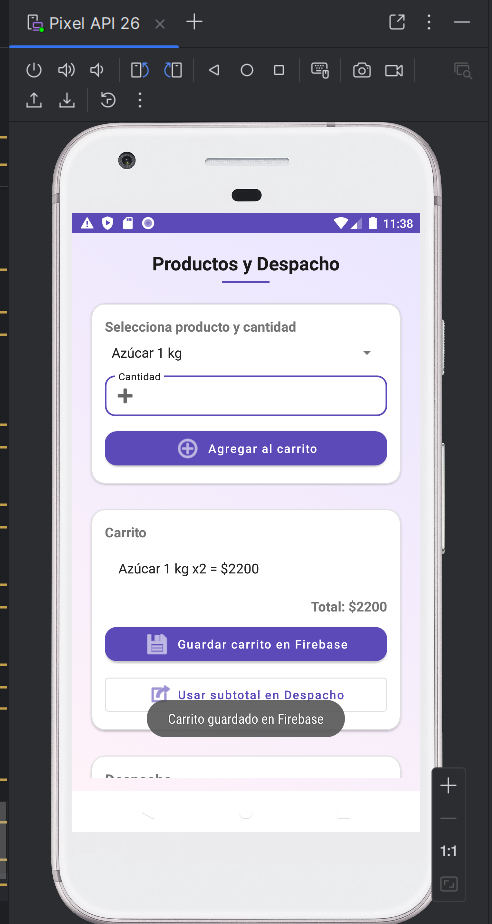 Pixel API 26
11:38
Productos y Despacho
Selecciona producto y cantidad
Azúcar 1 kg
Cantidad
Agregar al carrito
Carrito
Azúcar 1 kg x2 = $2200
Total: $2200
Guardar carrito en Firebase
Usar subtotal en Despacho
Carrito guardado en Firebase
Despacho
1:1